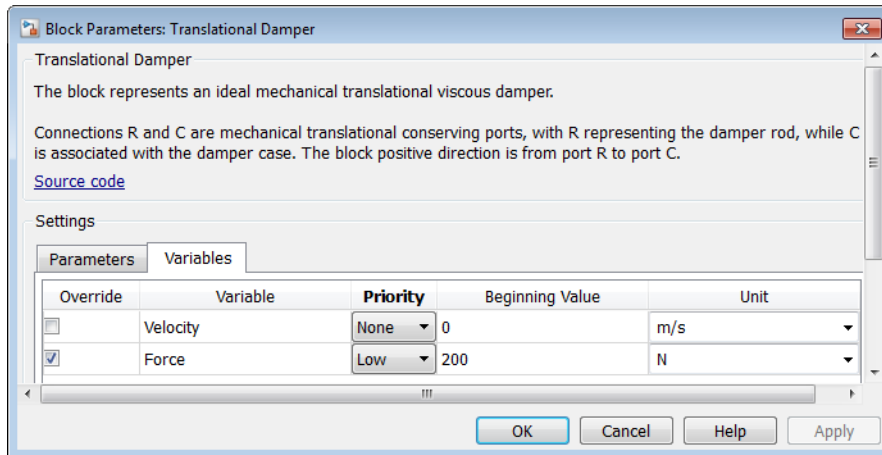 Block Parameters: Translational Damper
Translational Damper
The block represents an ideal mechanical translational viscous damper.
Connections R and C are mechanical translational conserving ports, with R representing the damper rod, while C
is associated with the damper case. The block positive direction is from port R to port C.
Source code
Settings
Parameters Variables
Override Variable Priority Beginning Value Unit
Velocity None 0 m/s
Force Low 200 N
OK Cancel Help Apply